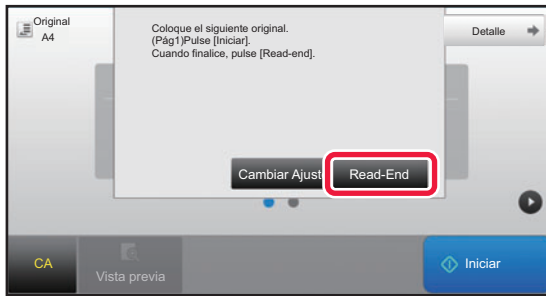 Original
A4
Coloque el siguiente original.
(Pág1)Pulse [Iniciar].
Cuando finalice, pulse [Read-end].
Detalle
Cambiar Ajust
Read-End
CA
Vista previa
Iniciar